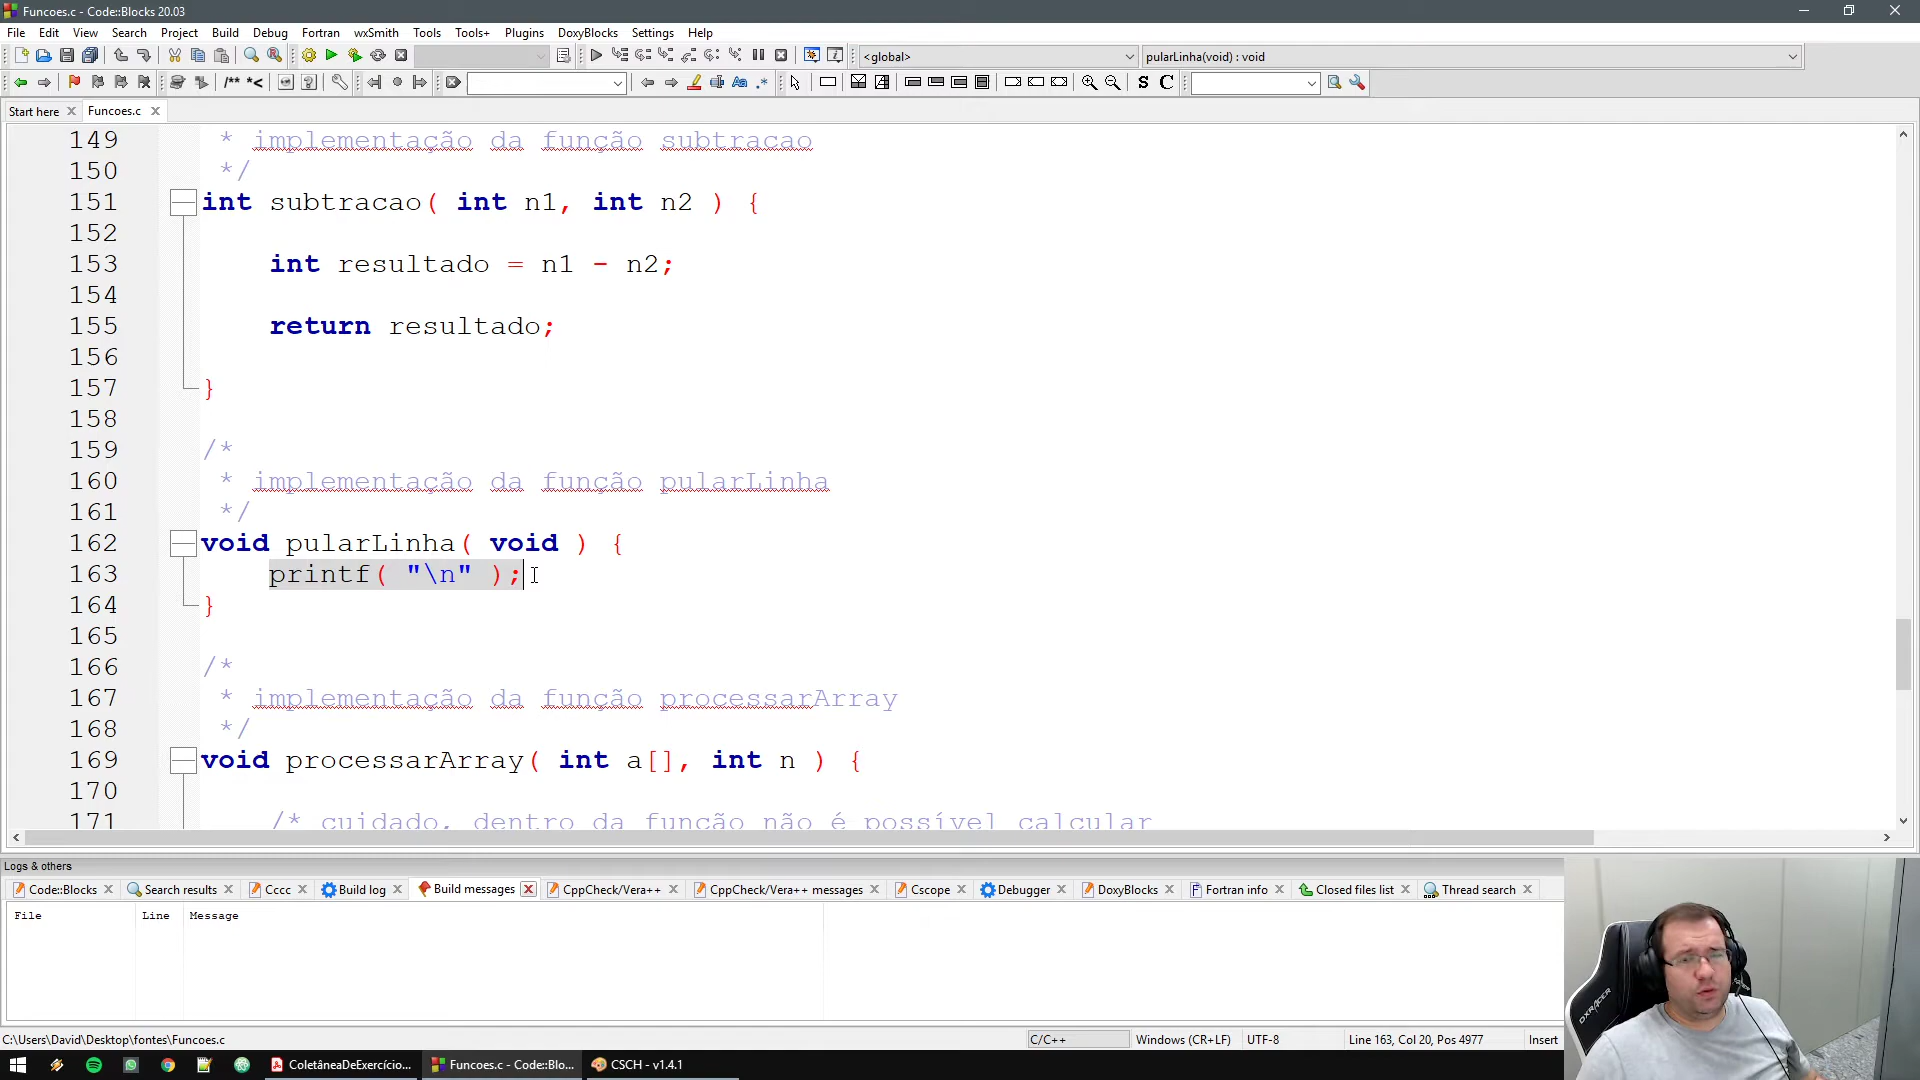 Funcoes.c - Code::Blocks 20.03
File Edit View Search Project Build Debug Fortran wxSmith Tools Tools+ Plugins DoxyBlocks Settings Help
<global> pularLinha(void) : void
/** *< Aa .* S C
Start here Funcoes.c
149 * implementação da função subtracao
150 */
151 int subtracao( int n1, int n2 ) {
152
153 int resultado = n1 - n2;
154
155 return resultado;
156
157 }
158
159 /*
160 * implementação da função pularLinha
161 */
162 void pularLinha( void ) {
163 printf( "\n" );
164 }
165
166 /*
167 * implementação da função processarArray
168 */
169 void processarArray( int a[], int n ) {
170
171 /* cuidado, dentro da função não é possível calcular
Logs & others
Code::Blocks Search results Cccc Build log Build messages CppCheck/Vera++ CppCheck/Vera++ messages Cscope Debugger DoxyBlocks Fortran info Closed files list Thread search
File Line Message
DXRACER
C:\Users\David\Desktop\fontes\Funcoes.c C/C++ Windows (CR+LF) UTF-8 Line 163, Col 20, Pos 4977 Insert
ColetâneaDeExercício... Funcoes.c - Code::Blo... CSCH - v1.4.1